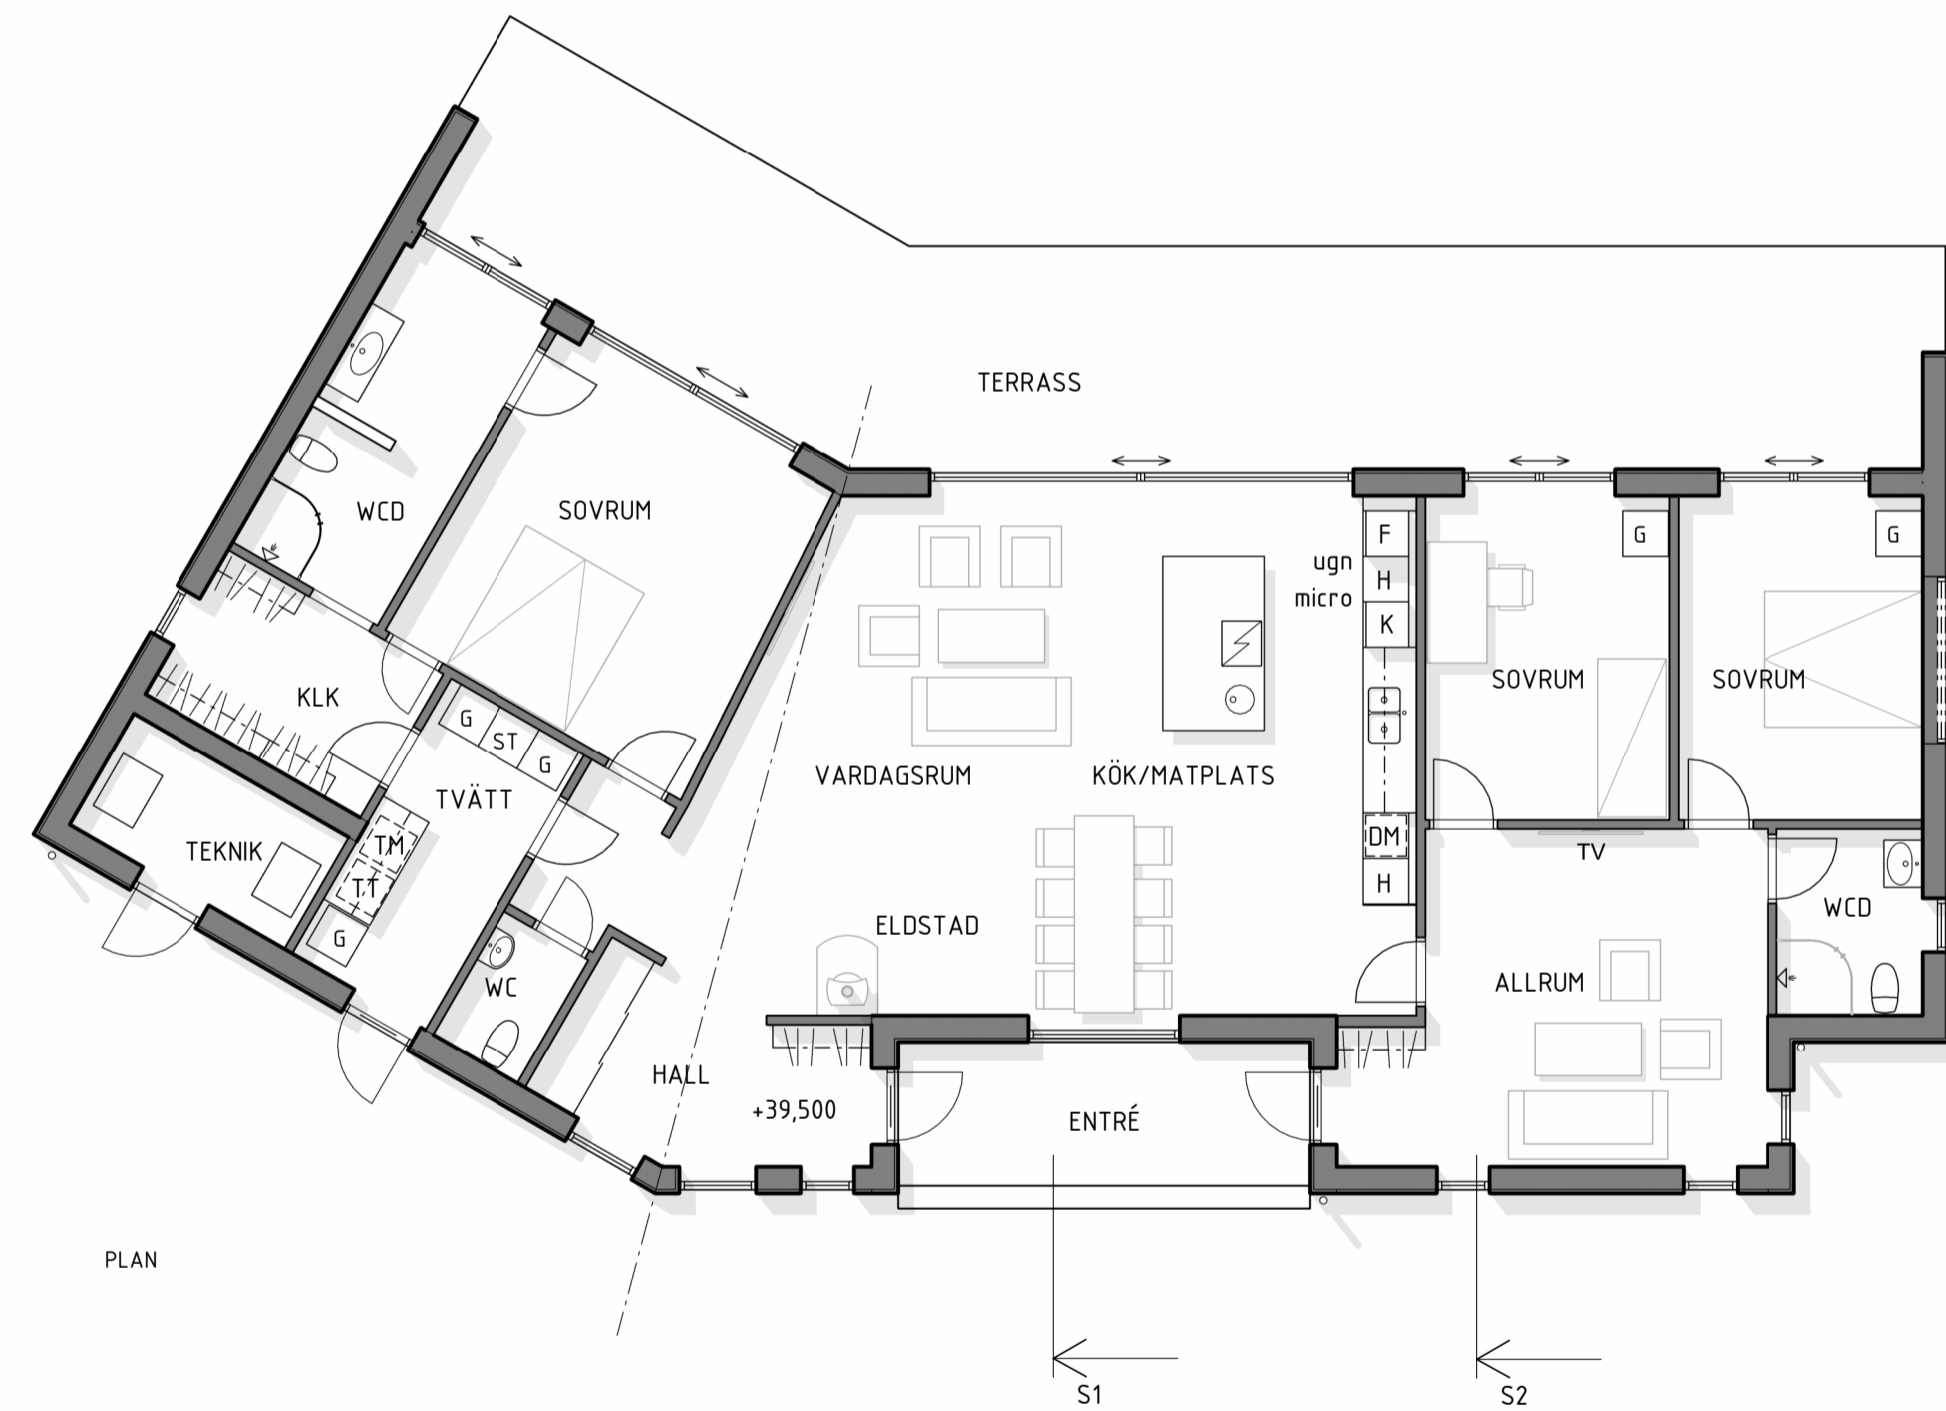 TERRASS
WCD
SOVRUM
F
G
G
ugn
micro
H
K
SOVRUM
SOVRUM
KLK
G
ST
G
VARDAGSRUM
KÖK/MATPLATS
TVÄTT
TEKNIK
TM
TT
G
DM
H
TV
ELDSTAD
WCD
WC
ALLRUM
HALL
+39,500
ENTRÉ
PLAN
S1
S2